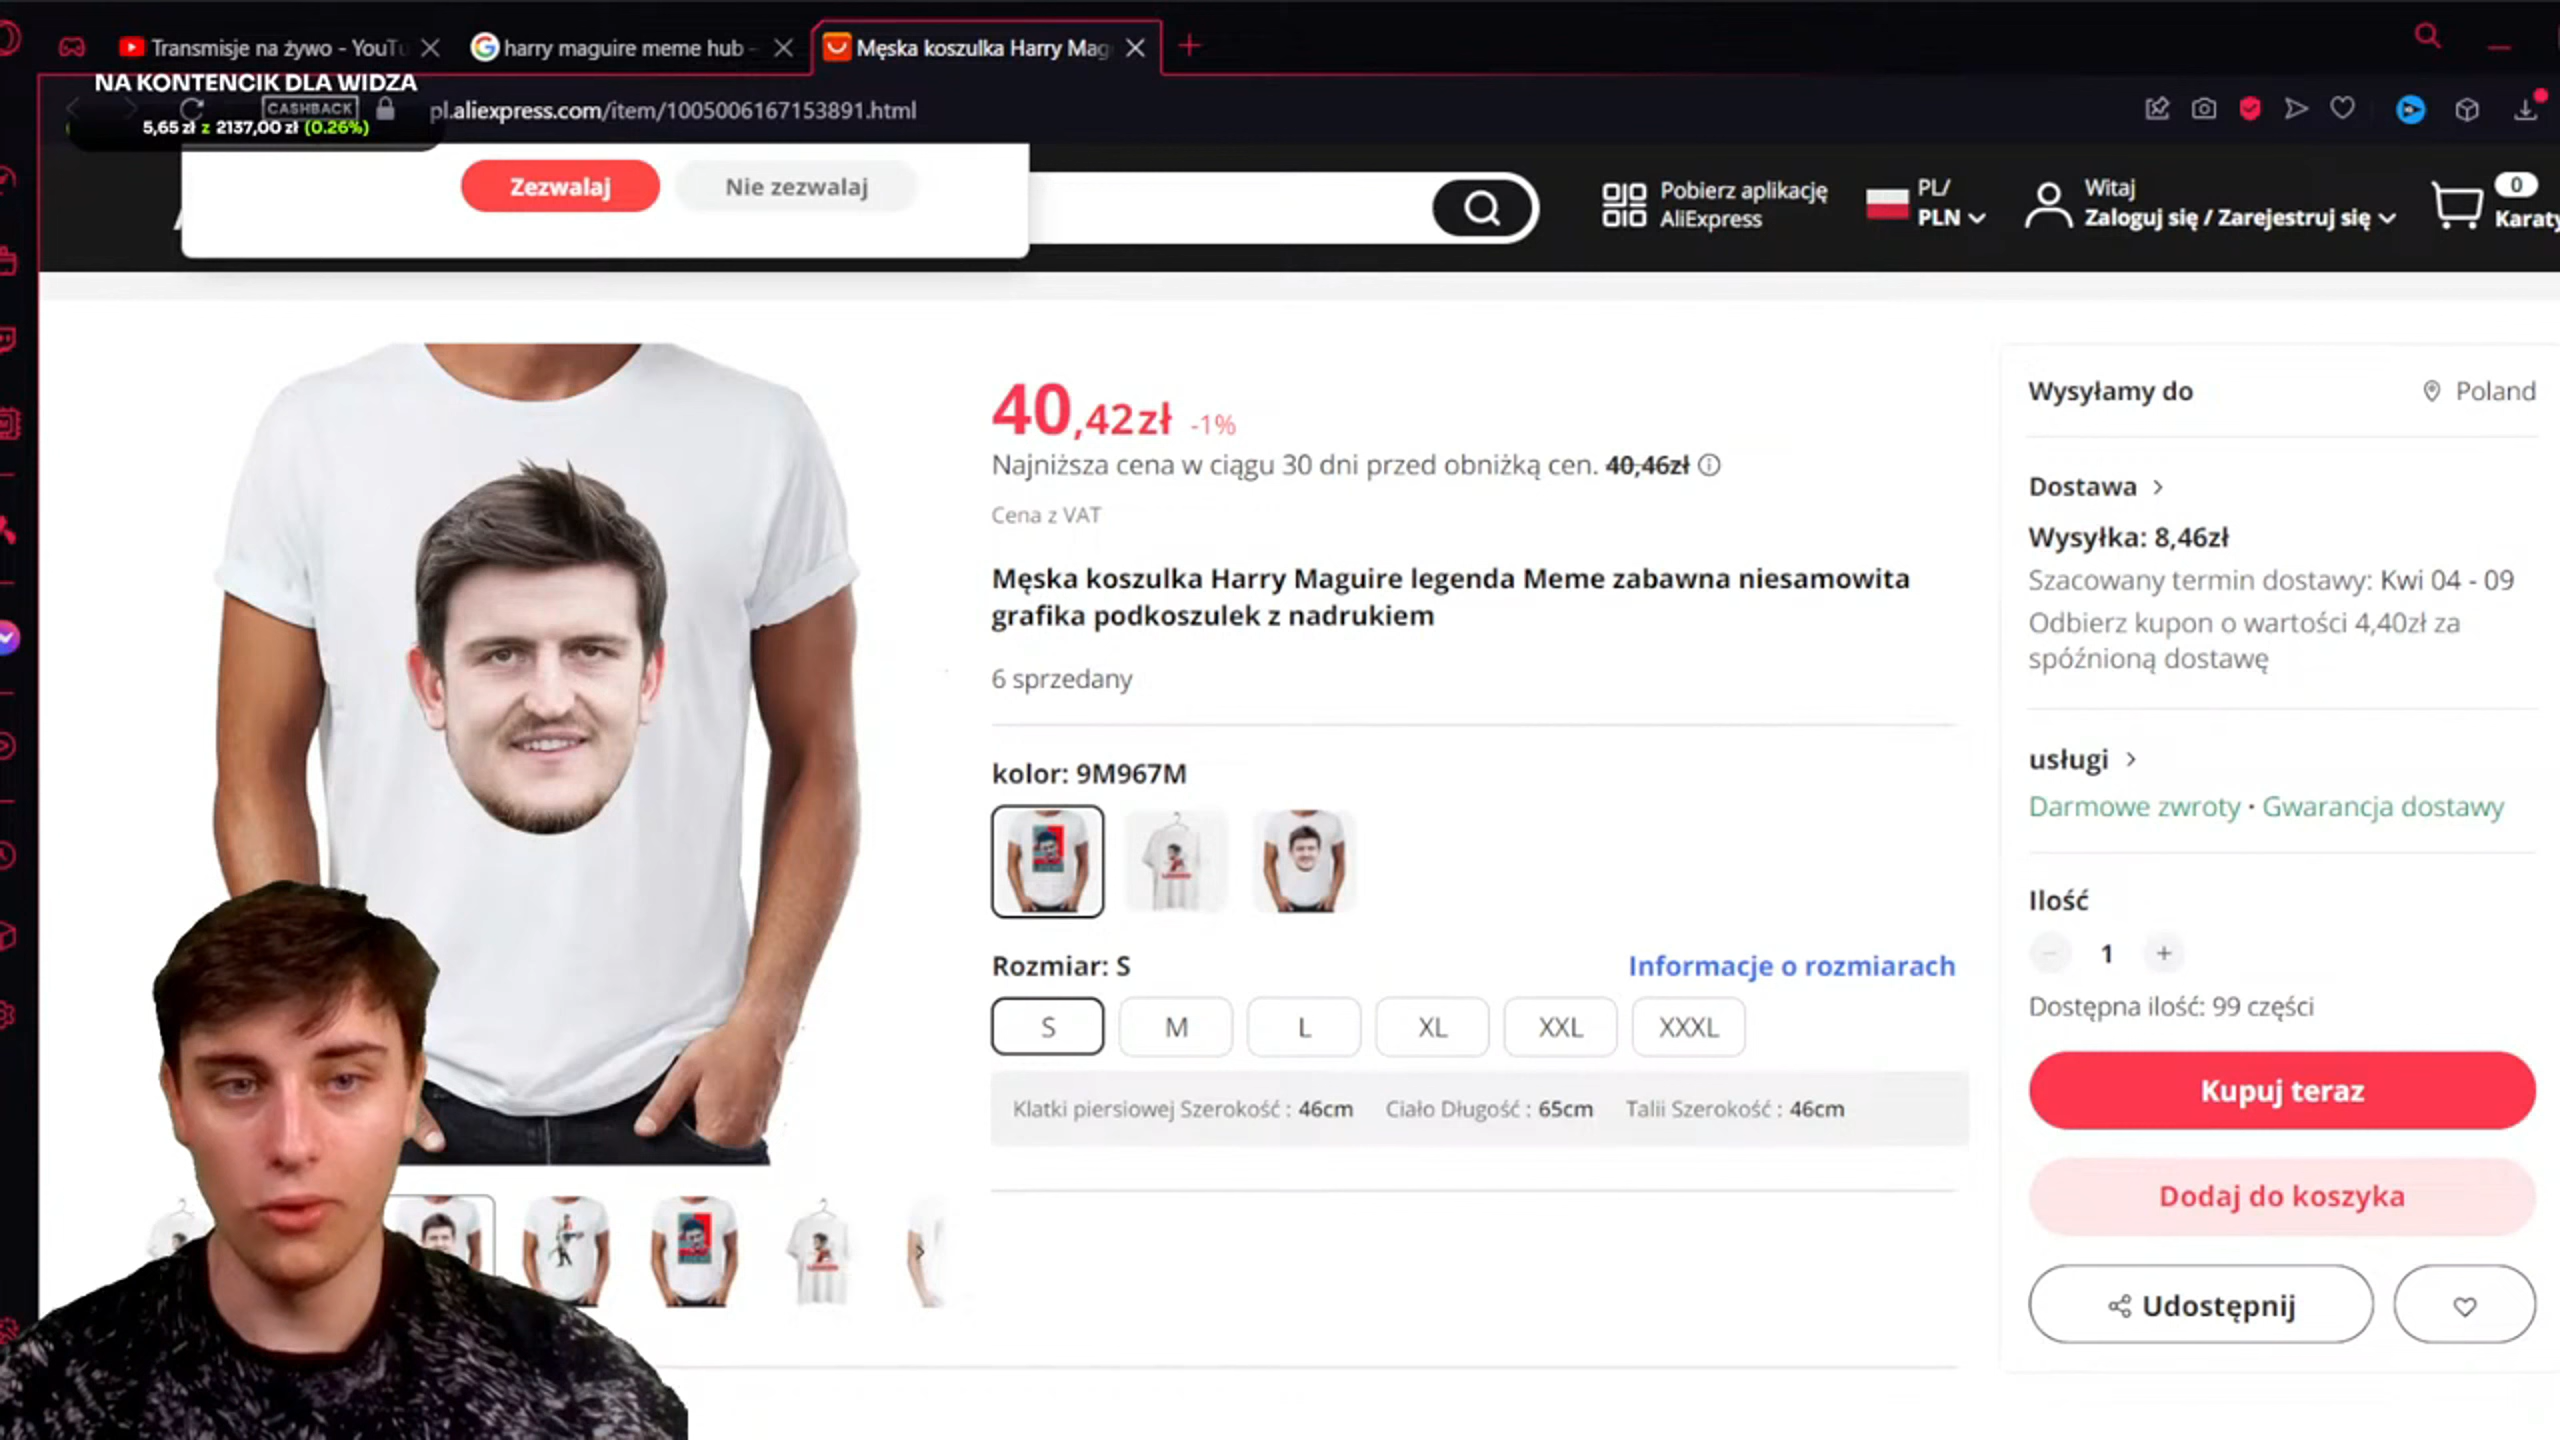 Transmisje na żywo - YouTu
harry maguire meme hub -
Męska koszulka Harry Mag
NA KONTENCIK DLA WIDZA
5,65 zł z 2137,00 zł (0.26%)
CASHBACK
pl.aliexpress.com/item/1005006167153891.html
Zezwalaj
Nie zezwalaj
Pobierz aplikację
AliExpress
PL/
PLN
Witaj
Zaloguj się / Zarejestruj się
0
Karaty
40,42zł -1%
Najniższa cena w ciągu 30 dni przed obniżką cen. 40,46zł
Cena z VAT
Męska koszulka Harry Maguire legenda Meme zabawna niesamowita
grafika podkoszulek z nadrukiem
6 sprzedany
kolor: 9M967M
Rozmiar: S
Informacje o rozmiarach
S
M
L
XL
XXL
XXXL
Klatki piersiowej Szerokość : 46cm Ciało Długość : 65cm Talii Szerokość : 46cm
Wysyłamy do
Poland
Dostawa
Wysyłka: 8,46zł
Szacowany termin dostawy: Kwi 04 - 09
Odbierz kupon o wartości 4,40zł za
spóźnioną dostawę
usługi
Darmowe zwroty • Gwarancja dostawy
Ilość
1
Dostępna ilość: 99 części
Kupuj teraz
Dodaj do koszyka
Udostępnij